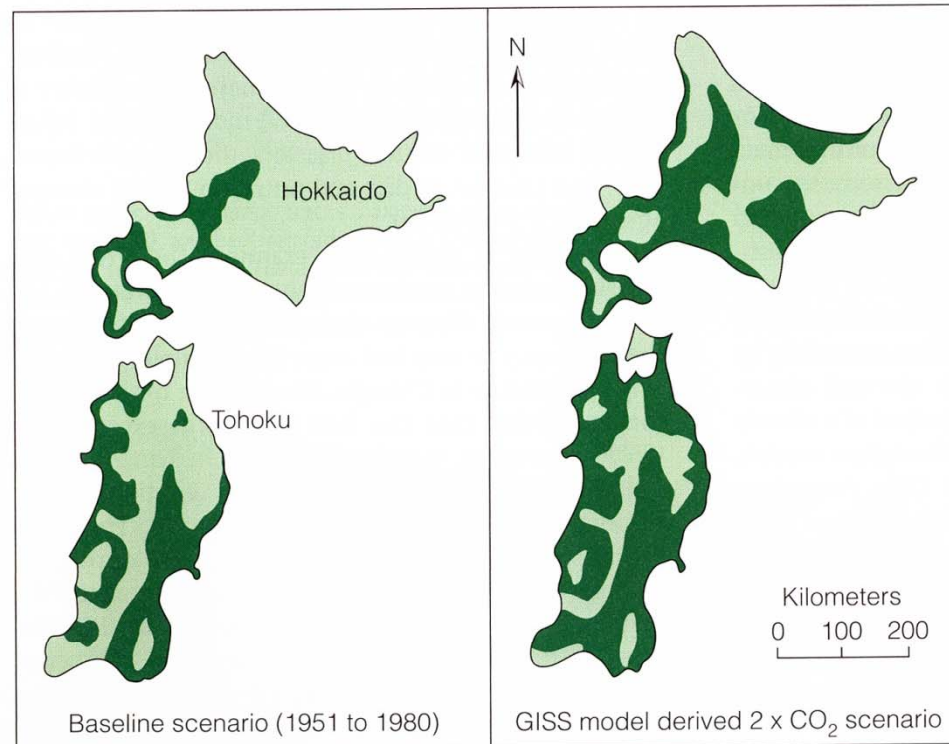 Hokkaido
Tohoku
Baseline scenario (1951 to 1980)
N
Kilometers
0 100 200
GISS model derived 2 x CO₂ scenario